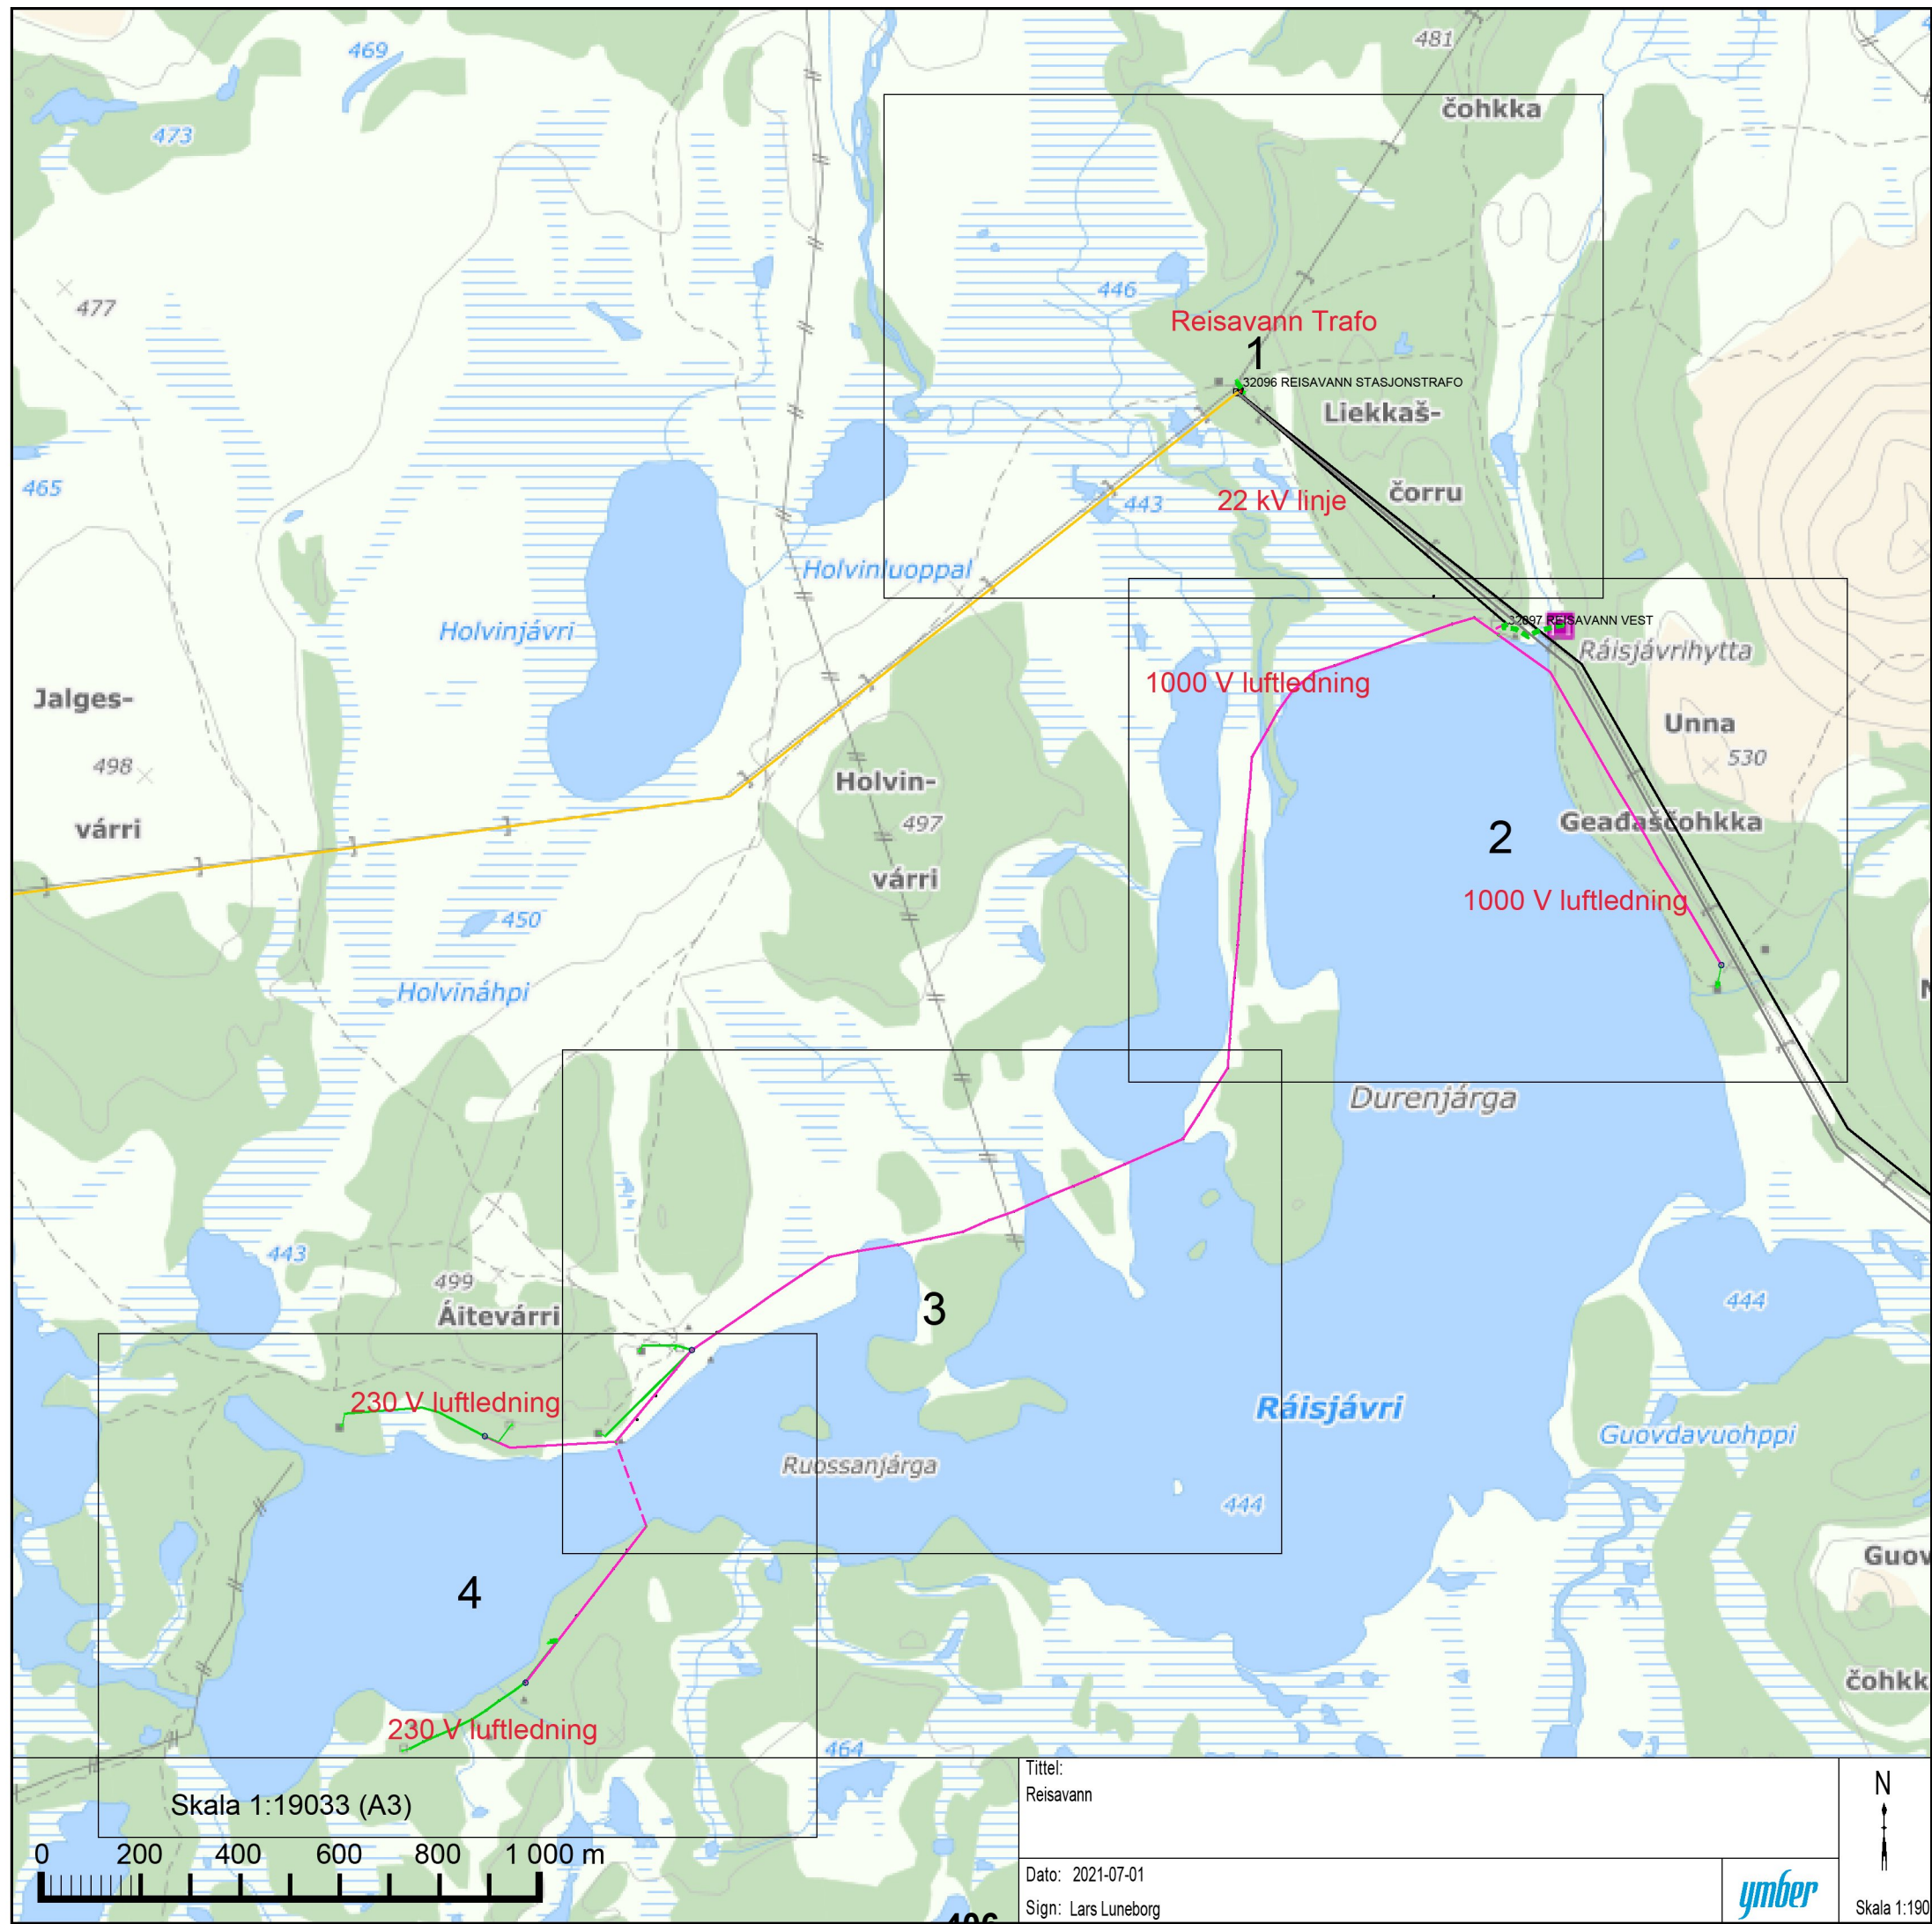 481
469
čohkka
473
446
477
Reisavann Trafo
1
32096 REISAVANN STASJONSTRAFO
Liekkaš-
465
čorru
22 kV linje
443
Holvinluoppal
Holvinjávri
32097 REISAVANN VEST
Ráisjávrihytta
1000 V luftledning
Jalges-
Unna
498
530
Holvin-
497
várri
Geađaščohkka
2
várri
1000 V luftledning
450
Holvináhpi
Durenjárga
443
499
444
Áitevárri
3
230 V luftledning
Ráisjávri
Guovdavuohppi
Ruossanjárga
444
Guov
4
čohkk
230 V luftledning
464
Tittel:
Reisavann
N
Skala 1:19033 (A3)
0 200 400 600 800 1 000 m
Dato: 2021-07-01
Sign: Lars Luneborg
ymber
Skala 1:190